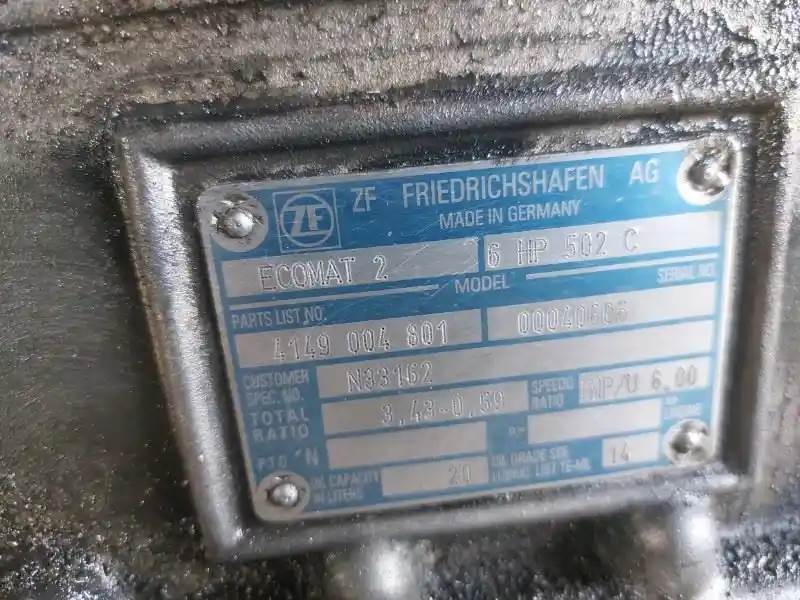 ZF ZF FRIEDRICHSHAFEN AG
MADE IN GERMANY
ECOMAT 2 6 HP 502 C
MODEL SERIAL NO.
PARTS LIST NO.
4149 004 801
CUSTOMER SPEC. NO. N33162
TOTAL RATIO 3,43-0,59 SPEEDO RATIO IMP/U 6,00
P.T.O. N
OIL CAPACITY IN LITERS 20 OIL GRADE SEE LUBRIC LIST TE-ML 14